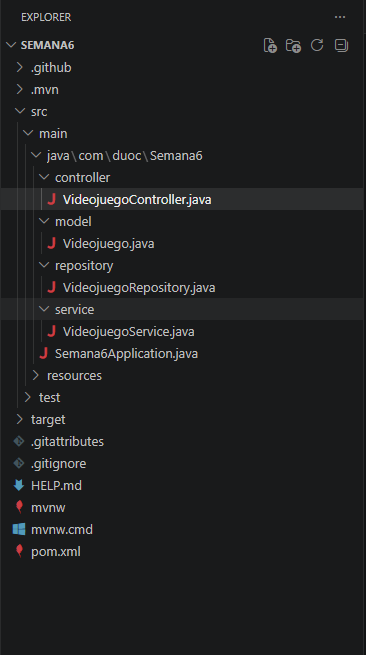 EXPLORER
SEMANA6
.github
.mvn
src
main
java\com\duoc\Semana6
controller
VideojuegoController.java
model
Videojuego.java
repository
VideojuegoRepository.java
service
VideojuegoService.java
Semana6Application.java
resources
test
target
.gitattributes
.gitignore
HELP.md
mvnw
mvnw.cmd
pom.xml